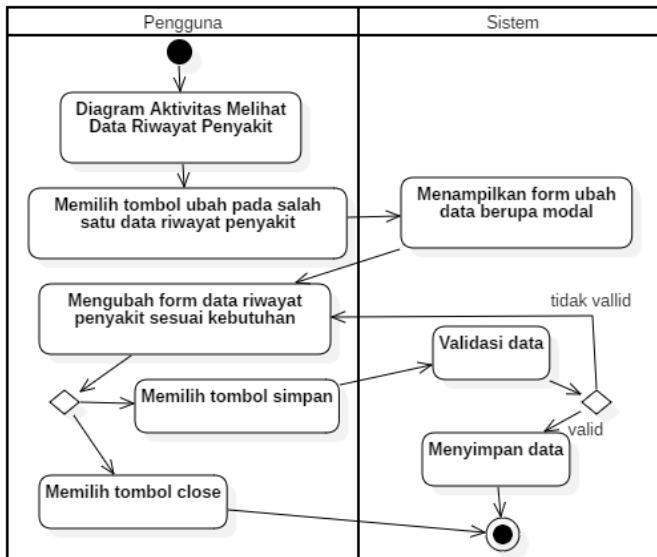 Pengguna
Sistem
Diagram Aktivitas Melihat
Data Riwayat Penyakit
Memilih tombol ubah pada salah
satu data riwayat penyakit
Menampilkan form ubah
data berupa modal
Mengubah form data riwayat
penyakit sesuai kebutuhan
tidak vallid
Validasi data
Memilih tombol simpan
valid
Menyimpan data
Memilih tombol close